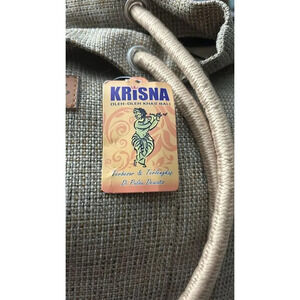 KRiSNA
OLEH-OLEH KHAS BALI
Terbesar & Terlengkap
Di Pulau Dewata